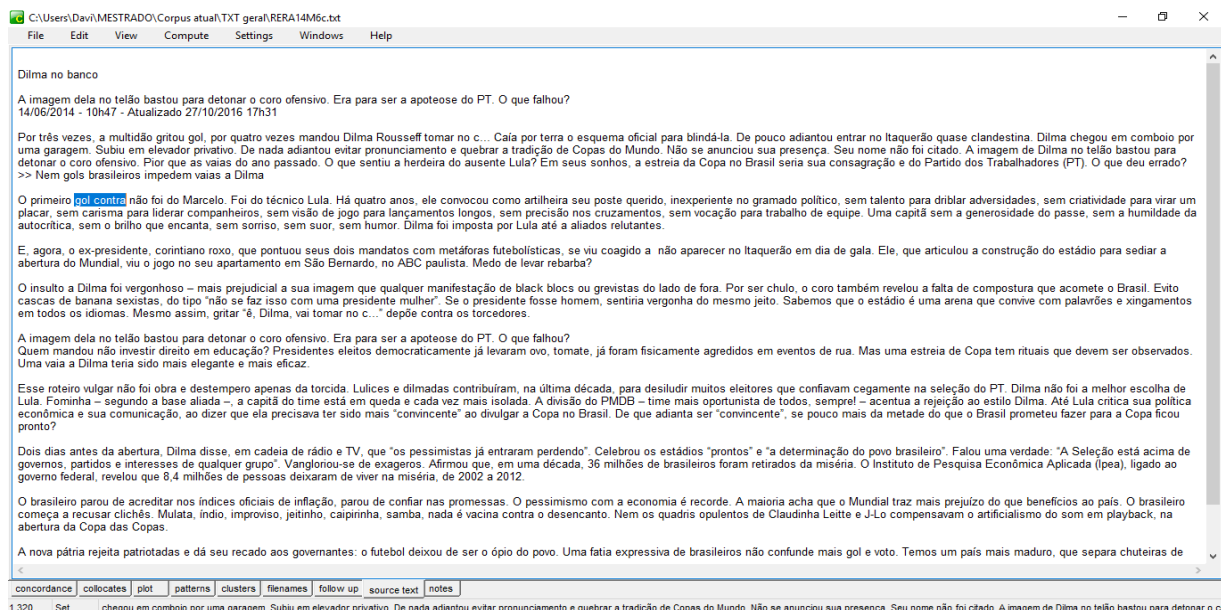 C:\Users\Davi\MESTRADO\Corpus atual\TXT geral\RERA14M6c.txt
File Edit View Compute Settings Windows Help
Dilma no banco
A imagem dela no telão bastou para detonar o coro ofensivo. Era para ser a apoteose do PT. O que falhou?
14/06/2014 - 10h47 - Atualizado 27/10/2016 17h31
Por três vezes, a multidão gritou gol, por quatro vezes mandou Dilma Rousseff tomar no c... Caía por terra o esquema oficial para blindá-la. De pouco adiantou entrar no Itaquerão quase clandestina. Dilma chegou em comboio por
uma garagem. Subiu em elevador privativo. De nada adiantou evitar pronunciamento e quebrar a tradição de Copas do Mundo. Não se anunciou sua presença. Seu nome não foi citado. A imagem de Dilma no telão bastou para
detonar o coro ofensivo. Pior que as vaias do ano passado. O que sentiu a herdeira do ausente Lula? Em seus sonhos, a estreia da Copa no Brasil seria sua consagração e do Partido dos Trabalhadores (PT). O que deu errado?
>> Nem gols brasileiros impedem vaias a Dilma
O primeiro gol contra não foi do Marcelo. Foi do técnico Lula. Há quatro anos, ele convocou como artilheira seu poste querido, inexperiente no gramado político, sem talento para driblar adversidades, sem criatividade para virar um
placar, sem carisma para liderar companheiros, sem visão de jogo para lançamentos longos, sem precisão nos cruzamentos, sem vocação para trabalho de equipe. Uma capitã sem a generosidade do passe, sem a humildade da
autocrítica, sem o brilho que encanta, sem sorriso, sem suor, sem humor. Dilma foi imposta por Lula até a aliados relutantes.
E, agora, o ex-presidente, corintiano roxo, que pontuou seus dois mandatos com metáforas futebolísticas, se viu coagido a não aparecer no Itaquerão em dia de gala. Ele, que articulou a construção do estádio para sediar a
abertura do Mundial, viu o jogo no seu apartamento em São Bernardo, no ABC paulista. Medo de levar rebarba?
O insulto a Dilma foi vergonhoso – mais prejudicial a sua imagem que qualquer manifestação de black blocs ou grevistas do lado de fora. Por ser chulo, o coro também revelou a falta de compostura que acomete o Brasil. Evito
cascas de banana sexistas, do tipo “não se faz isso com uma presidente mulher”. Se o presidente fosse homem, sentiria vergonha do mesmo jeito. Sabemos que o estádio é uma arena que convive com palavrões e xingamentos
em todos os idiomas. Mesmo assim, gritar “ê, Dilma, vai tomar no c...” depõe contra os torcedores.
A imagem dela no telão bastou para detonar o coro ofensivo. Era para ser a apoteose do PT. O que falhou?
Quem mandou não investir direito em educação? Presidentes eleitos democraticamente já levaram ovo, tomate, já foram fisicamente agredidos em eventos de rua. Mas uma estreia de Copa tem rituais que devem ser observados.
Uma vaia a Dilma teria sido mais elegante e mais eficaz.
Esse roteiro vulgar não foi obra e destempero apenas da torcida. Lulices e dilmadas contribuíram, na última década, para desiludir muitos eleitores que confiavam cegamente na seleção do PT. Dilma não foi a melhor escolha de
Lula. Fominha – segundo a base aliada –, a capitã do time está em queda e cada vez mais isolada. A divisão do PMDB – time mais oportunista de todos, sempre! – acentua a rejeição ao estilo Dilma. Até Lula critica sua política
econômica e sua comunicação, ao dizer que ela precisava ter sido mais “convincente” ao divulgar a Copa no Brasil. De que adianta ser “convincente”, se pouco mais da metade do que o Brasil prometeu fazer para a Copa ficou
pronto?
Dois dias antes da abertura, Dilma disse, em cadeia de rádio e TV, que “os pessimistas já entraram perdendo”. Celebrou os estádios “prontos” e “a determinação do povo brasileiro”. Falou uma verdade: “A Seleção está acima de
governos, partidos e interesses de qualquer grupo”. Vangloriou-se de exageros. Afirmou que, em uma década, 36 milhões de brasileiros foram retirados da miséria. O Instituto de Pesquisa Econômica Aplicada (Ipea), ligado ao
governo federal, revelou que 8,4 milhões de pessoas deixaram de viver na miséria, de 2002 a 2012.
O brasileiro parou de acreditar nos índices oficiais de inflação, parou de confiar nas promessas. O pessimismo com a economia é recorde. A maioria acha que o Mundial traz mais prejuízo do que benefícios ao país. O brasileiro
começa a recusar clichês. Mulata, índio, improviso, jeitinho, caipirinha, samba, nada é vacina contra o desencanto. Nem os quadris opulentos de Claudinha Leitte e J-Lo compensavam o artificialismo do som em playback, na
abertura da Copa das Copas.
A nova pátria rejeita patriotadas e dá seu recado aos governantes: o futebol deixou de ser o ópio do povo. Uma fatia expressiva de brasileiros não confunde mais gol e voto. Temos um país mais maduro, que separa chuteiras de
concordance collocates plot patterns clusters filenames follow up source text notes
1.320 Set chegou em comboio por uma garagem. Subiu em elevador privativo. De nada adiantou evitar pronunciamento e quebrar a tradição de Copas do Mundo. Não se anunciou sua presença. Seu nome não foi citado. A imagem de Dilma no telão bastou para detonar o c